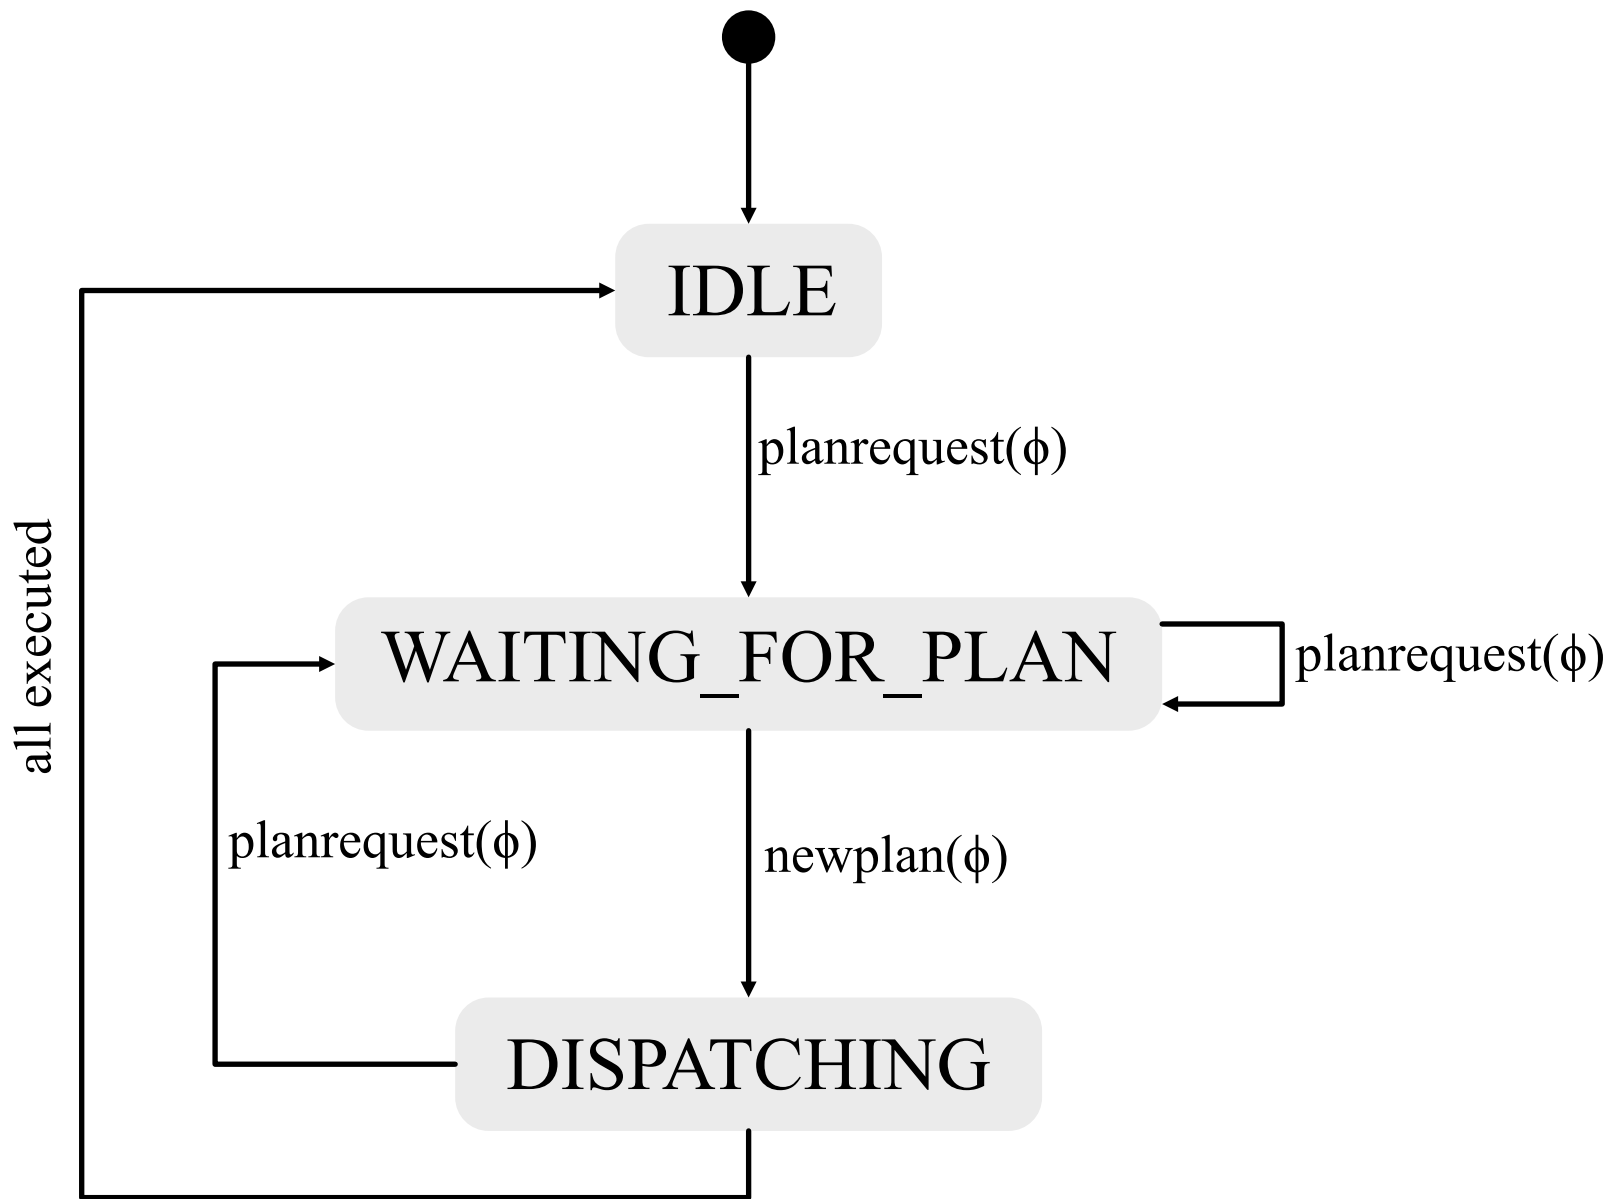 IDLE
planrequest(ϕ)
all executed
WAITING_FOR_PLAN
planrequest(ϕ)
planrequest(ϕ)
newplan(ϕ)
DISPATCHING